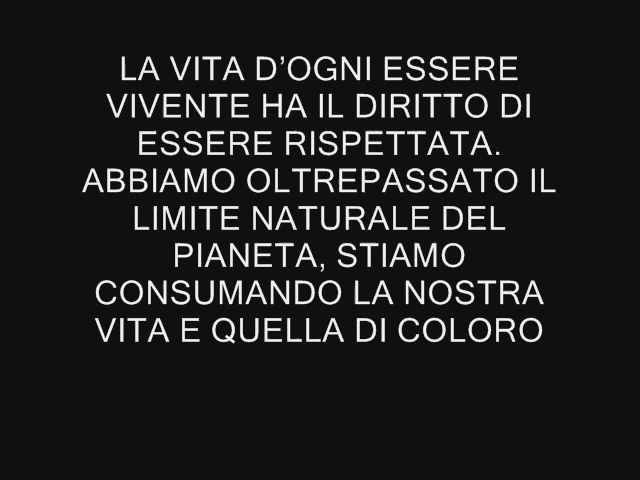 LA VITA D’OGNI ESSERE
VIVENTE HA IL DIRITTO DI
ESSERE RISPETTATA.
ABBIAMO OLTREPASSATO IL
LIMITE NATURALE DEL
PIANETA, STIAMO
CONSUMANDO LA NOSTRA
VITA E QUELLA DI COLORO